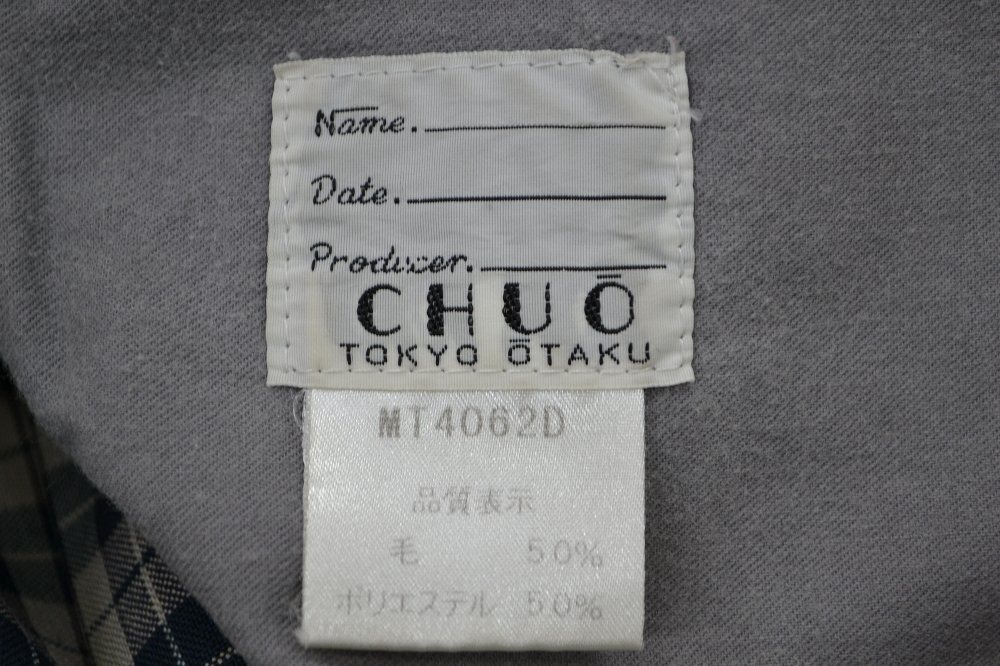 Name.
Date.
Producer.
CHUŌ
TOKYO ŌTAKU
MT4062D
品質表示
毛 50%
ポリエステル 50%